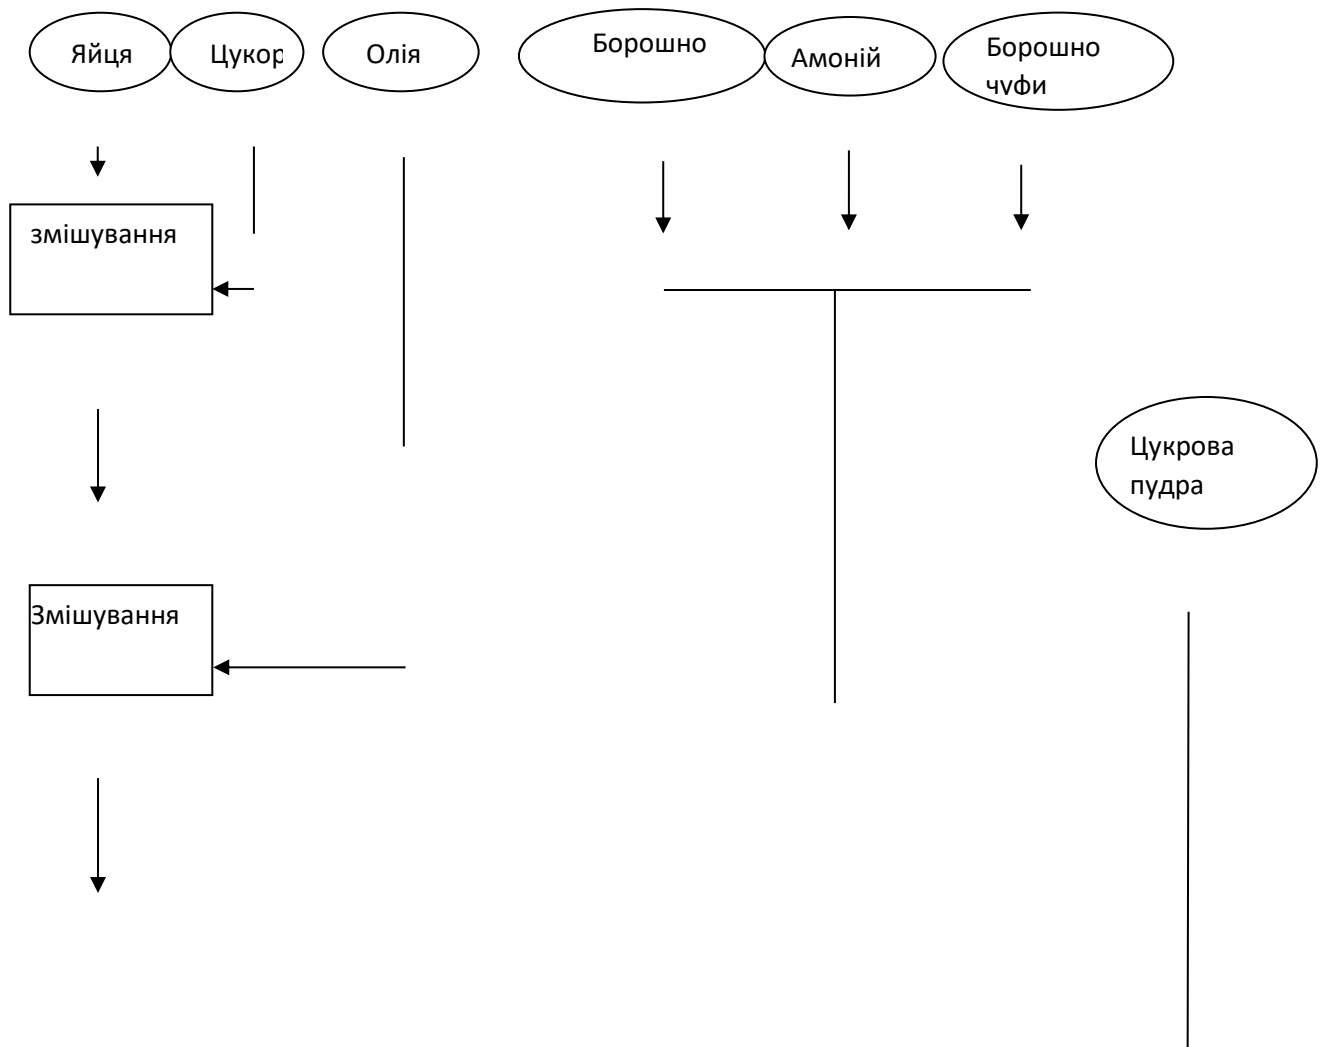 Яйця
Цукор
Олія
Борошно
Амоній
Борошно
чуфи
змішування
Цукрова
пудра
Змішування